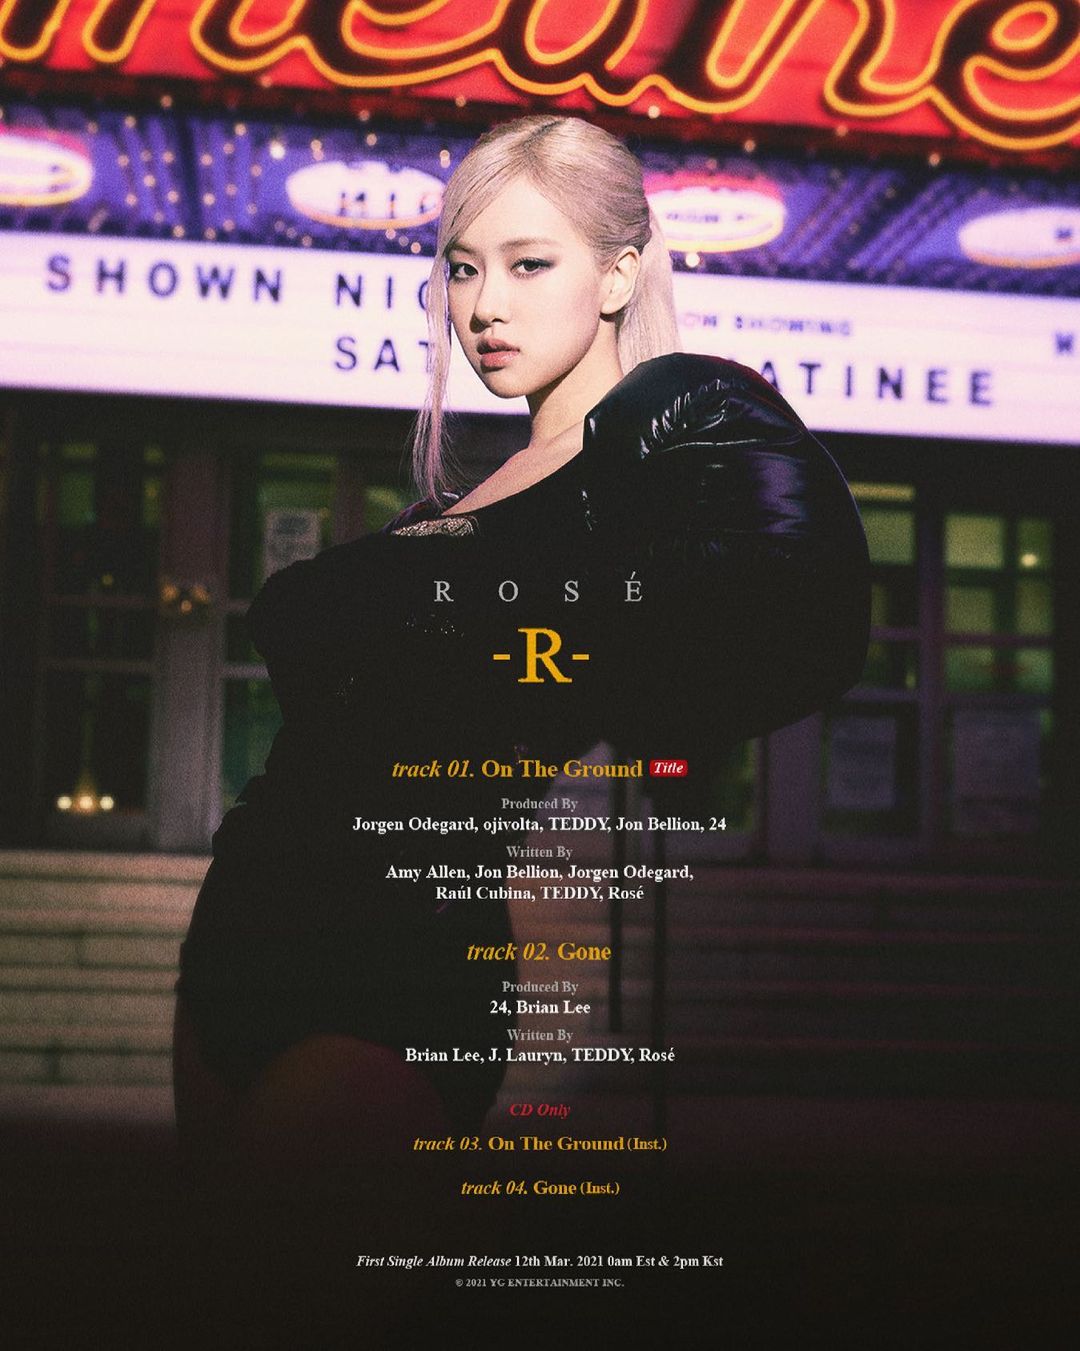 SHOWN NI
SAT ATINEE
ROSÉ
-R-
track 01. On The Ground Title
Produced By
Jorgen Odegard, ojivolta, TEDDY, Jon Bellion, 24
Written By
Amy Allen, Jon Bellion, Jorgen Odegard,
Raúl Cubina, TEDDY, Rosé
track 02. Gone
Produced By
24, Brian Lee
Written By
Brian Lee, J. Lauryn, TEDDY, Rosé
CD Only
track 03. On The Ground (Inst.)
track 04. Gone (Inst.)
First Single Album Release 12th Mar. 2021 0am Est & 2pm Kst
© 2021 YG ENTERTAINMENT INC.